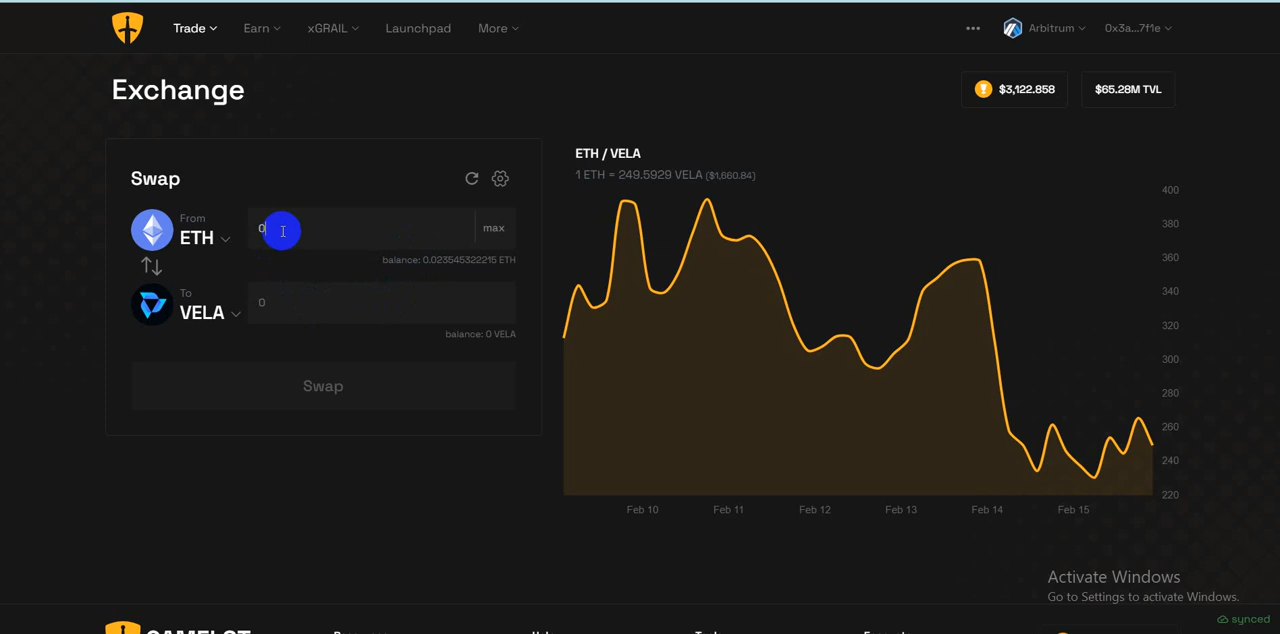 Trade Earn xGRAIL Launchpad More ••• Arbitrum 0x3a...7f1e
Exchange
$3,122.858 $65.28M TVL
Swap
From
ETH
0
max
balance: 0.023545322215 ETH
To
VELA
0
balance: 0 VELA
Swap
ETH / VELA
1 ETH = 249.5929 VELA ($1,660.84)
400
380
360
340
320
300
280
260
240
220
Feb 10 Feb 11 Feb 12 Feb 13 Feb 14 Feb 15
Activate Windows
Go to Settings to activate Windows.
synced
CAMELOT